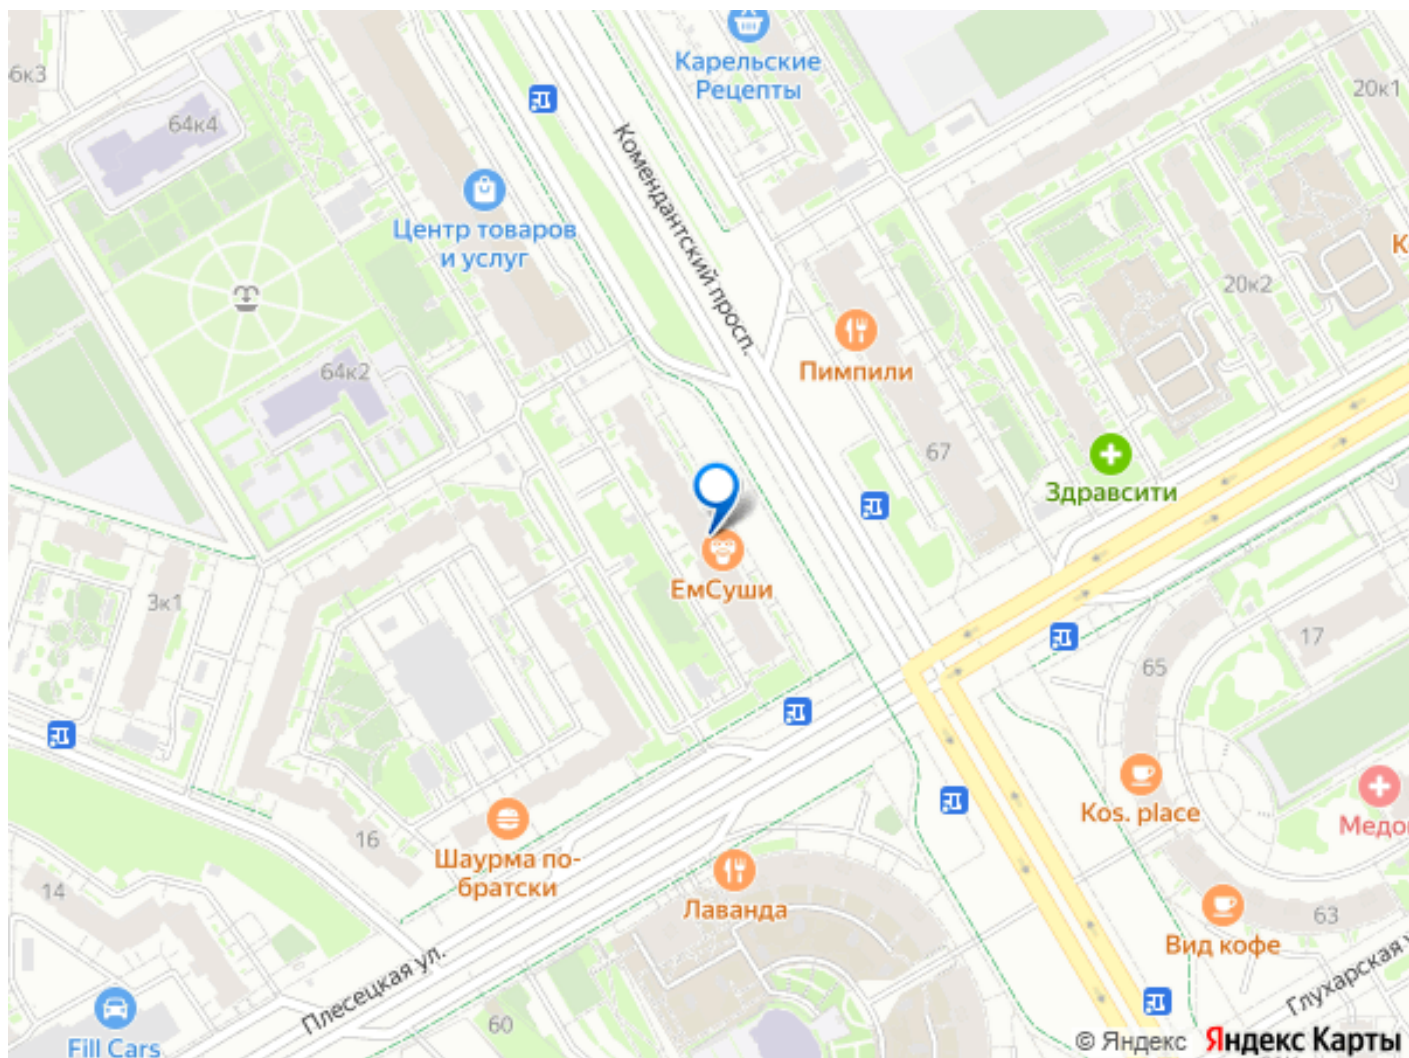 Карельские
Рецепты
6к3
20к1
64к4
Комендантский просп.
Центр товаров
и услуг
20к2
К
64к2
Пимпили
67
Здравсити
ЕмСуши
3к1
17
65
Kos. place
Медо
16
Шаурма по-
братски
14
Лаванда
63
Вид кофе
Плесецкая ул.
Глухарская у
60
Fill Cars
© Яндекс Яндекс Карты